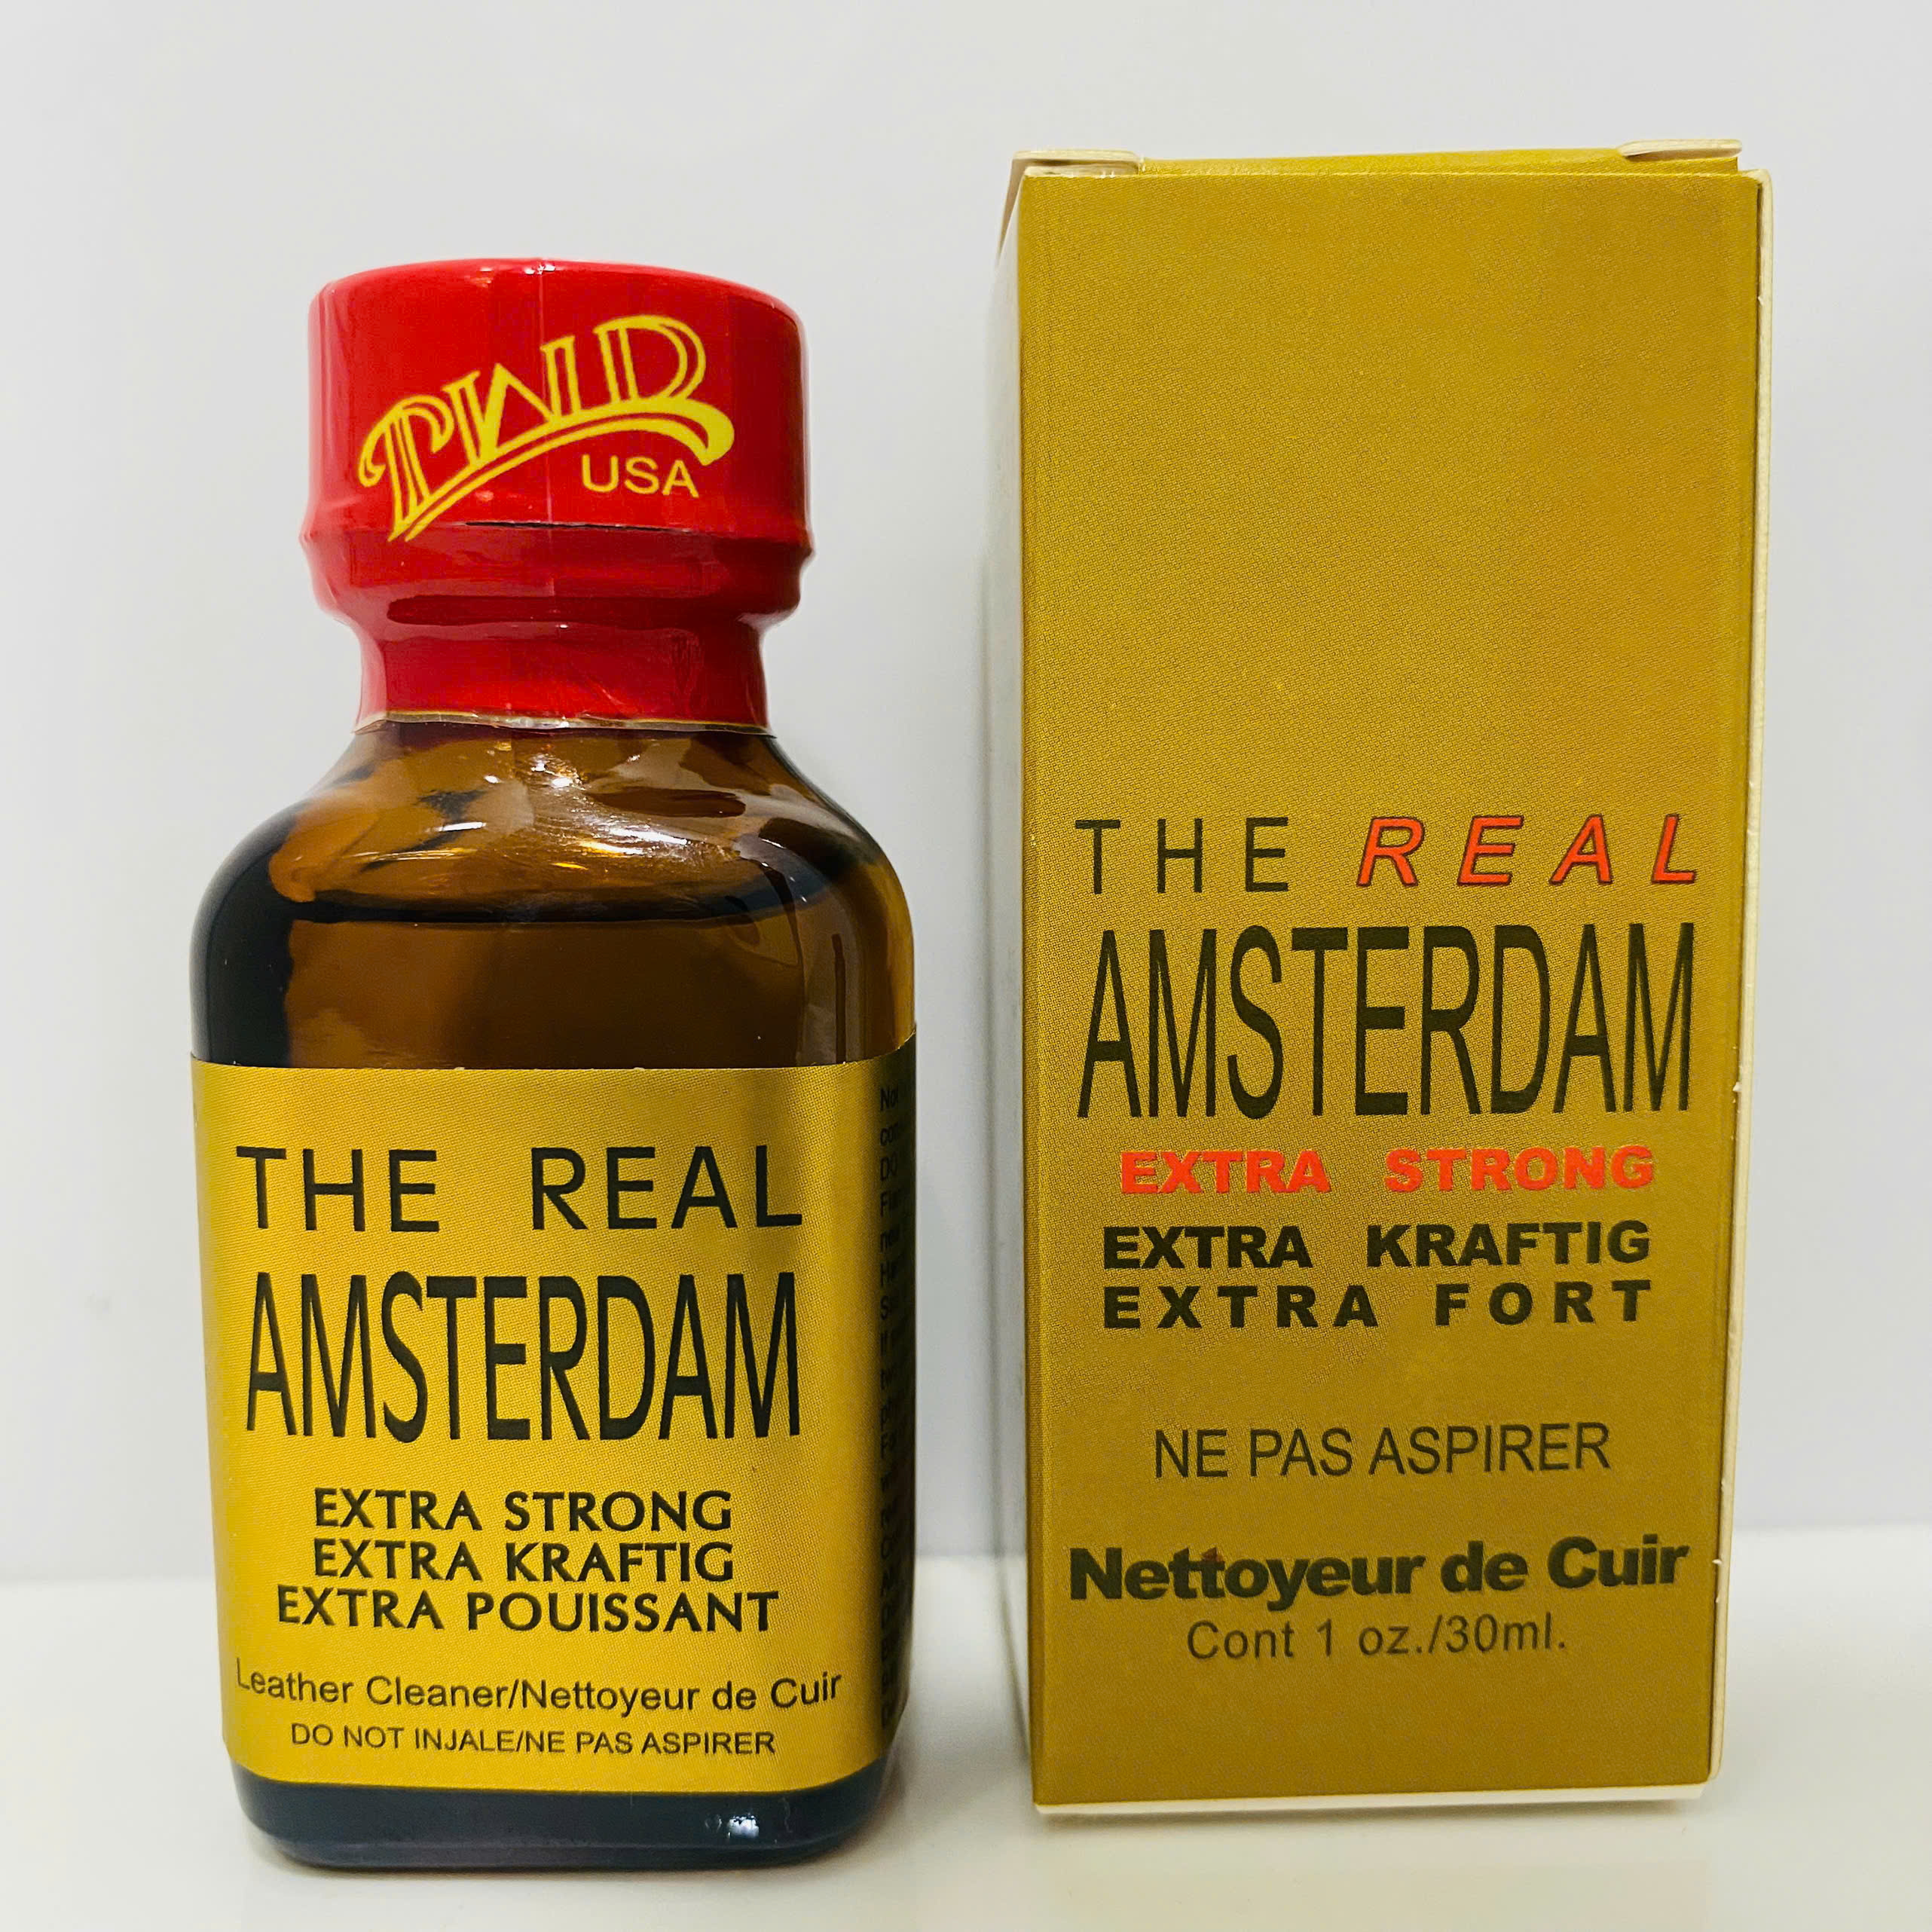 PWD
USA
THE REAL
AMSTERDAM
EXTRA STRONG
EXTRA KRAFTIG
EXTRA POUISSANT
Leather Cleaner/Nettoyeur de Cuir
DO NOT INJALE/NE PAS ASPIRER
THE REAL
AMSTERDAM
EXTRA STRONG
EXTRA KRAFTIG
EXTRA FORT
NE PAS ASPIRER
Nettoyeur de Cuir
Cont 1 oz./30ml.